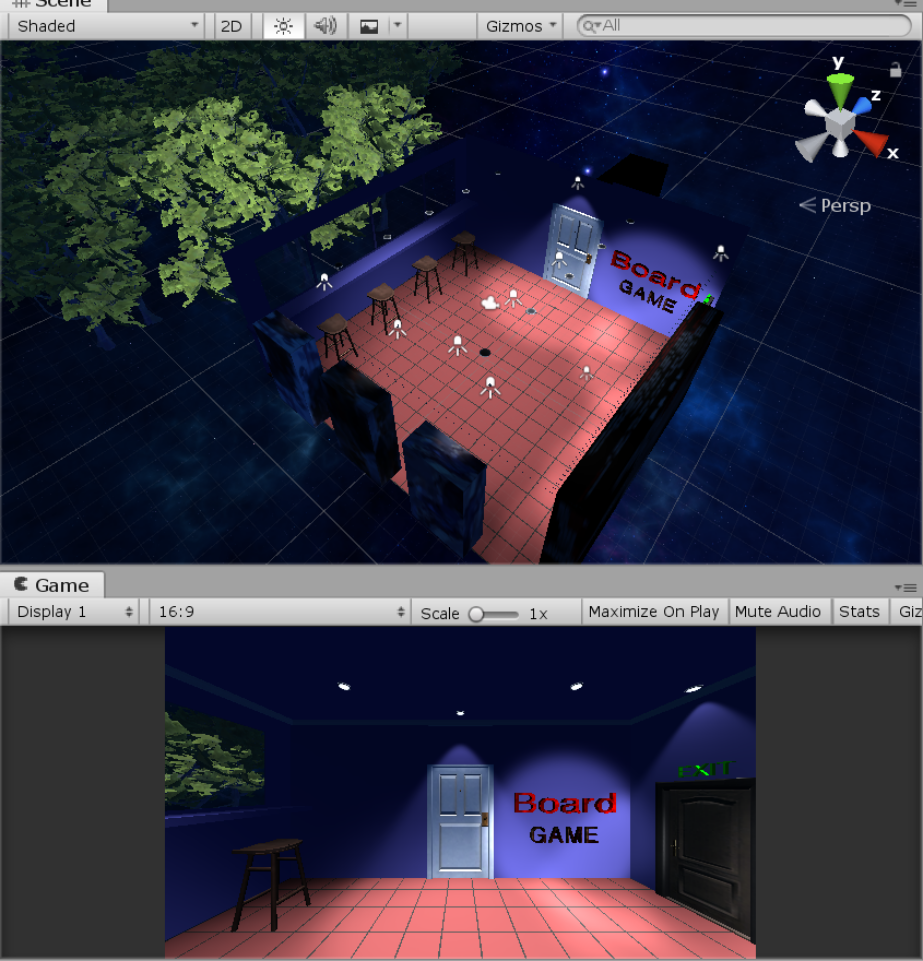 Scene
Shaded 2D Gizmos All
y
z
x
Persp
Board
GAME
Game
Display 1 16:9 Scale 1x Maximize On Play Mute Audio Stats Giz
EXIT
Board
GAME